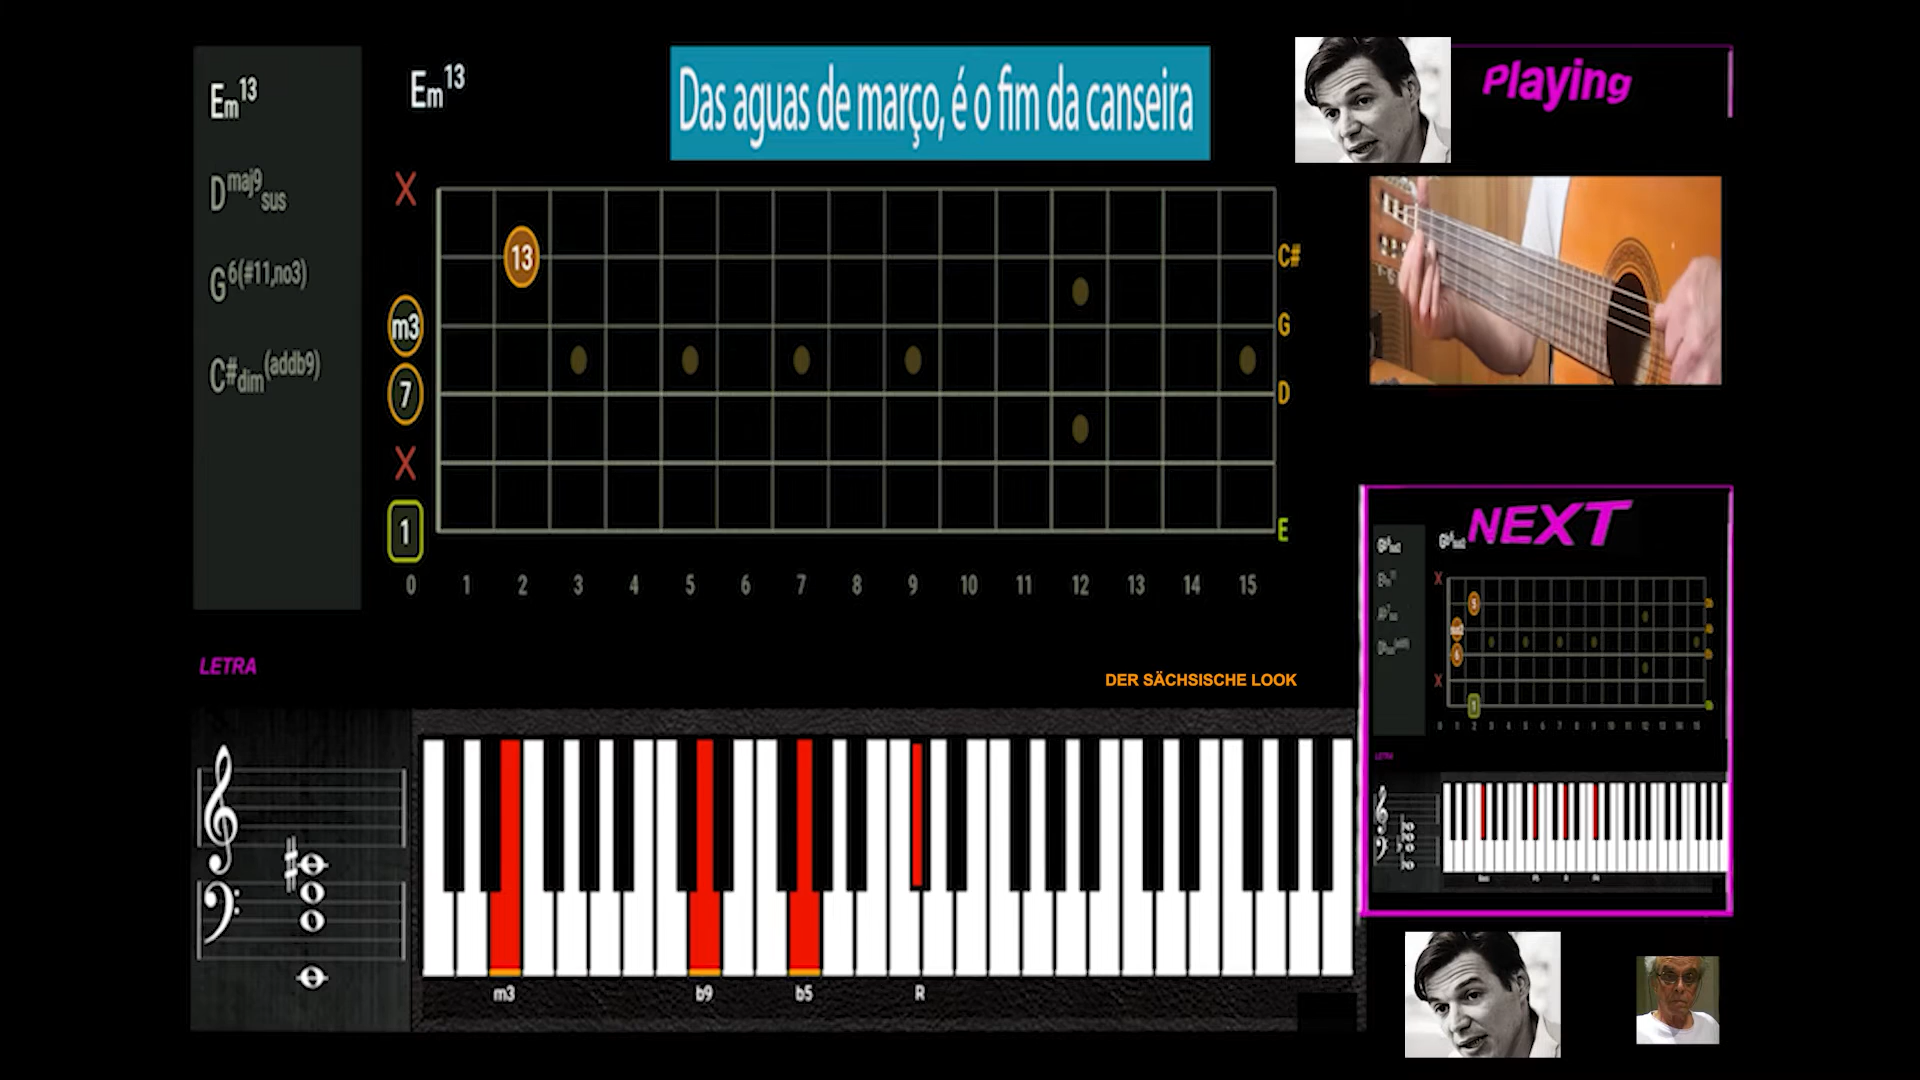 Em13
Dmaj9sus
G6(#11,no3)
C#dim(addb9)
Em13
Das aguas de março, é o fim da canseira
Playing
X
13
C#
m3
G
7
D
X
1
E
0 1 2 3 4 5 6 7 8 9 10 11 12 13 14 15
NEXT
LETRA
DER SÄCHSISCHE LOOK
m3 b9 b5 R